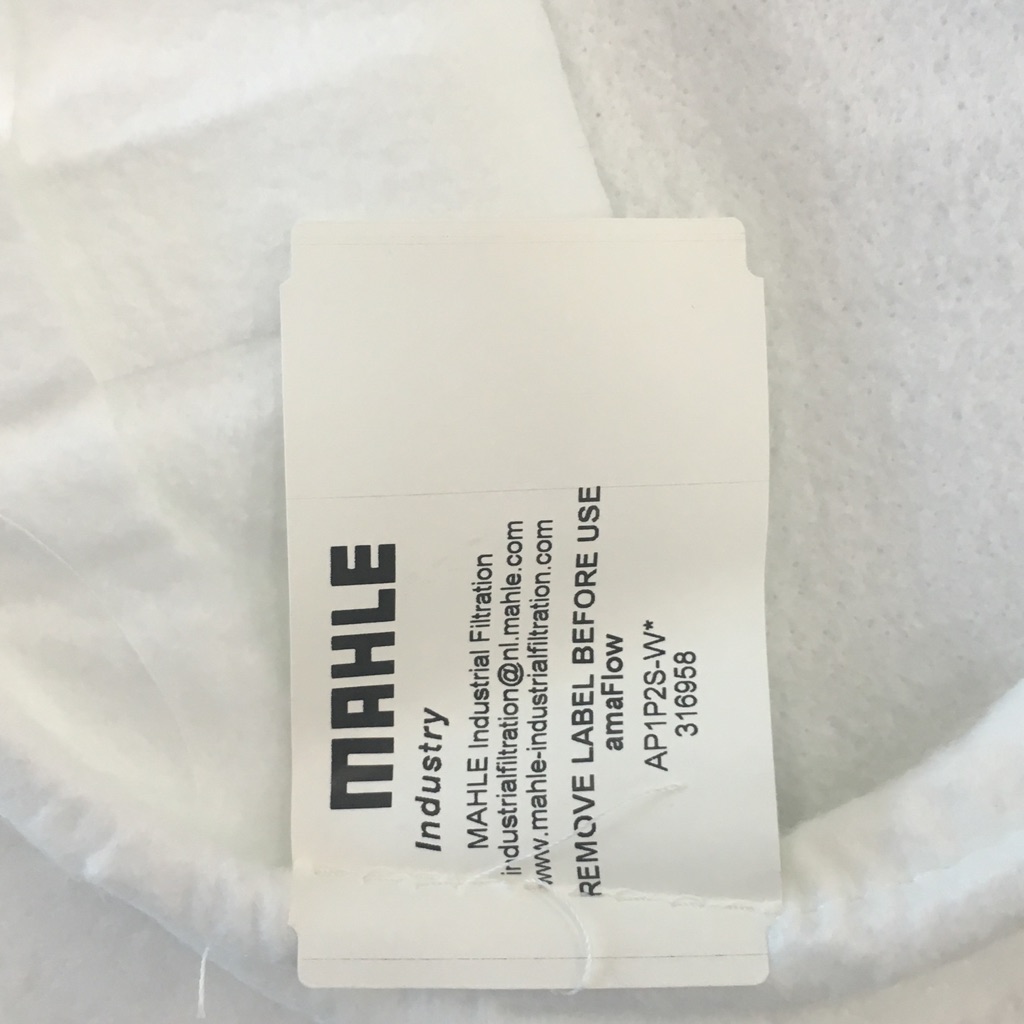 MAHLE
Industry
MAHLE Industrial Filtration
industrialfiltration@nl.mahle.com
www.mahle-industrialfiltration.com
REMOVE LABEL BEFORE USE
amaFlow
AP1P2S-W*
316958